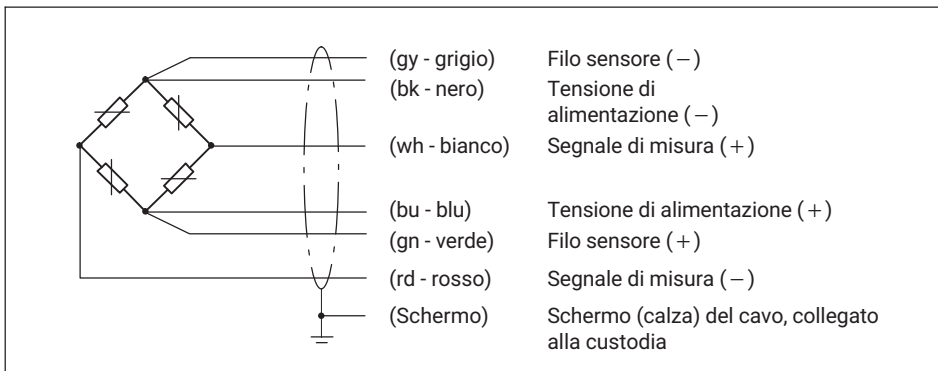 (gy - grigio) Filo sensore (−)
(bk - nero) Tensione di
alimentazione (−)
(wh - bianco) Segnale di misura (+)
(bu - blu) Tensione di alimentazione (+)
(gn - verde) Filo sensore (+)
(rd - rosso) Segnale di misura (−)
(Schermo) Schermo (calza) del cavo, collegato
alla custodia